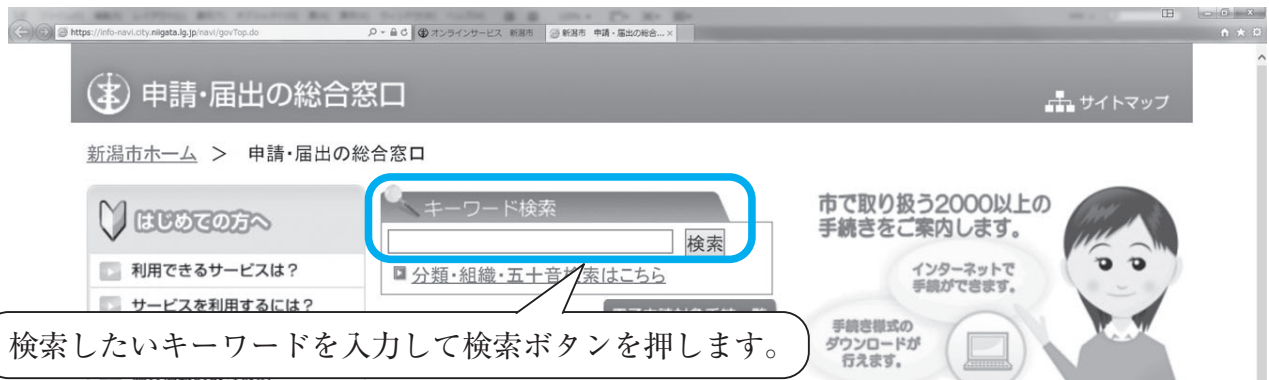 https://info-navi.city.niigata.lg.jp/navi/govTop.do
オンラインサービス 新潟市
新潟市 申請・届出の総合...
申請・届出の総合窓口
サイトマップ
新潟市ホーム ＞ 申請・届出の総合窓口
はじめての方へ
利用できるサービスは？
サービスを利用するには？
キーワード検索
検索
分類・組織・五十音検索はこちら
検索したいキーワードを入力して検索ボタンを押します。
市で取り扱う2000以上の
手続きをご案内します。
インターネットで
手続ができます。
手続き様式の
ダウンロードが
行えます。